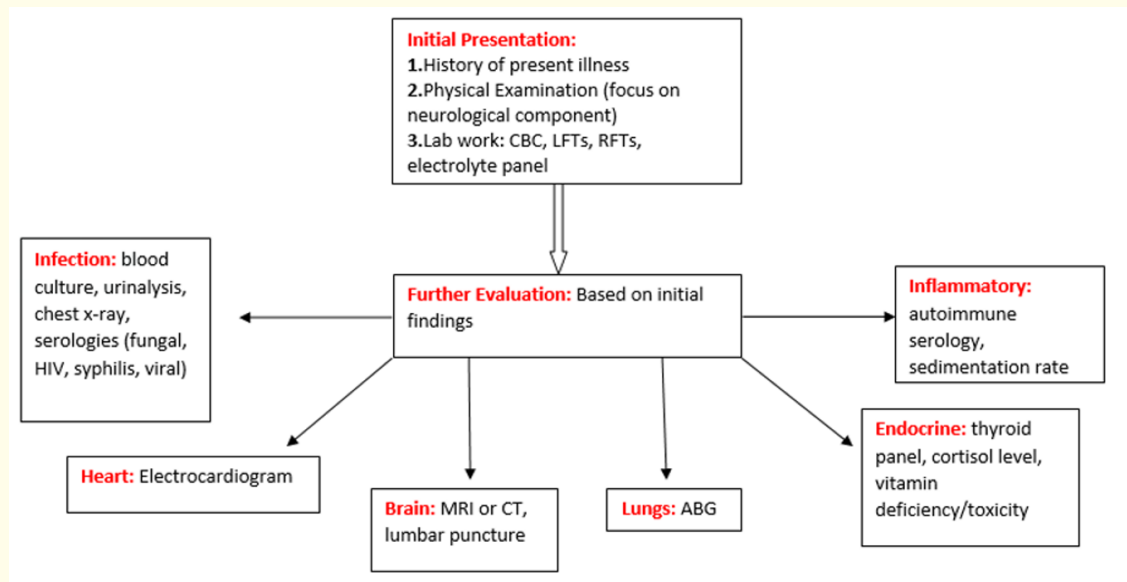 Initial Presentation:
1.History of present illness
2.Physical Examination (focus on
neurological component)
3.Lab work: CBC, LFTs, RFTs,
electrolyte panel
Infection: blood
culture, urinalysis,
chest x-ray,
serologies (fungal,
HIV, syphilis, viral)
Further Evaluation: Based on initial
findings
Inflammatory:
autoimmune
serology,
sedimentation rate
Heart: Electrocardiogram
Brain: MRI or CT,
lumbar puncture
Lungs: ABG
Endocrine: thyroid
panel, cortisol level,
vitamin
deficiency/toxicity